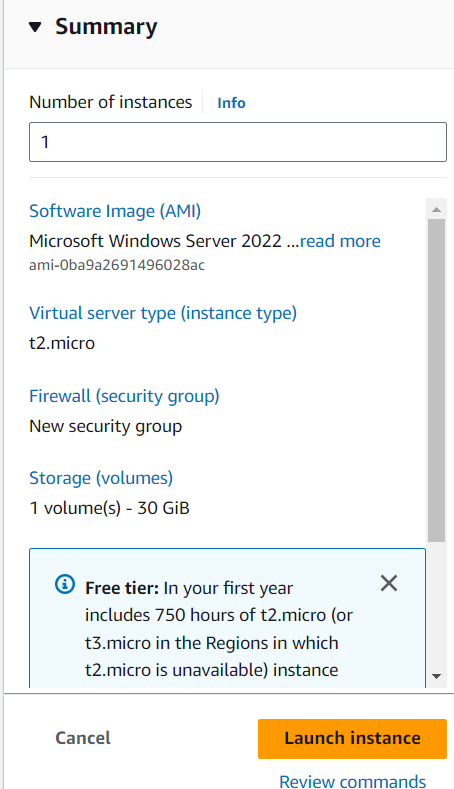 Summary
Number of instances Info
1
Software Image (AMI)
Microsoft Windows Server 2022 ...read more
ami-0ba9a2691496028ac
Virtual server type (instance type)
t2.micro
Firewall (security group)
New security group
Storage (volumes)
1 volume(s) - 30 GiB
Free tier: In your first year
includes 750 hours of t2.micro (or
t3.micro in the Regions in which
t2.micro is unavailable) instance
Cancel
Launch instance
Review commands